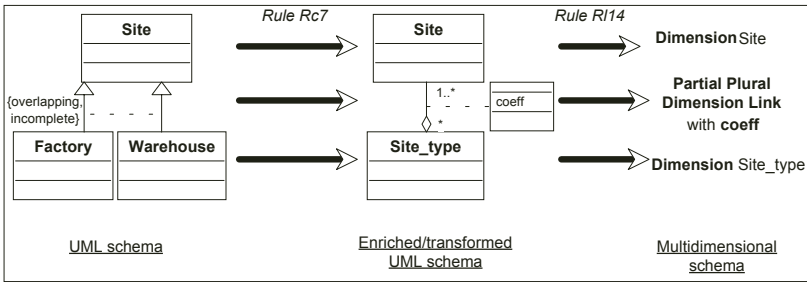 Rule Rc7
Rule Rl14
Site
Site
Dimension Site
{overlapping,
incomplete}
1..*
coeff
*
Partial Plural
Dimension Link
with coeff
Factory
Warehouse
Site_type
Dimension Site_type
UML schema
Enriched/transformed
UML schema
Multidimensional
schema